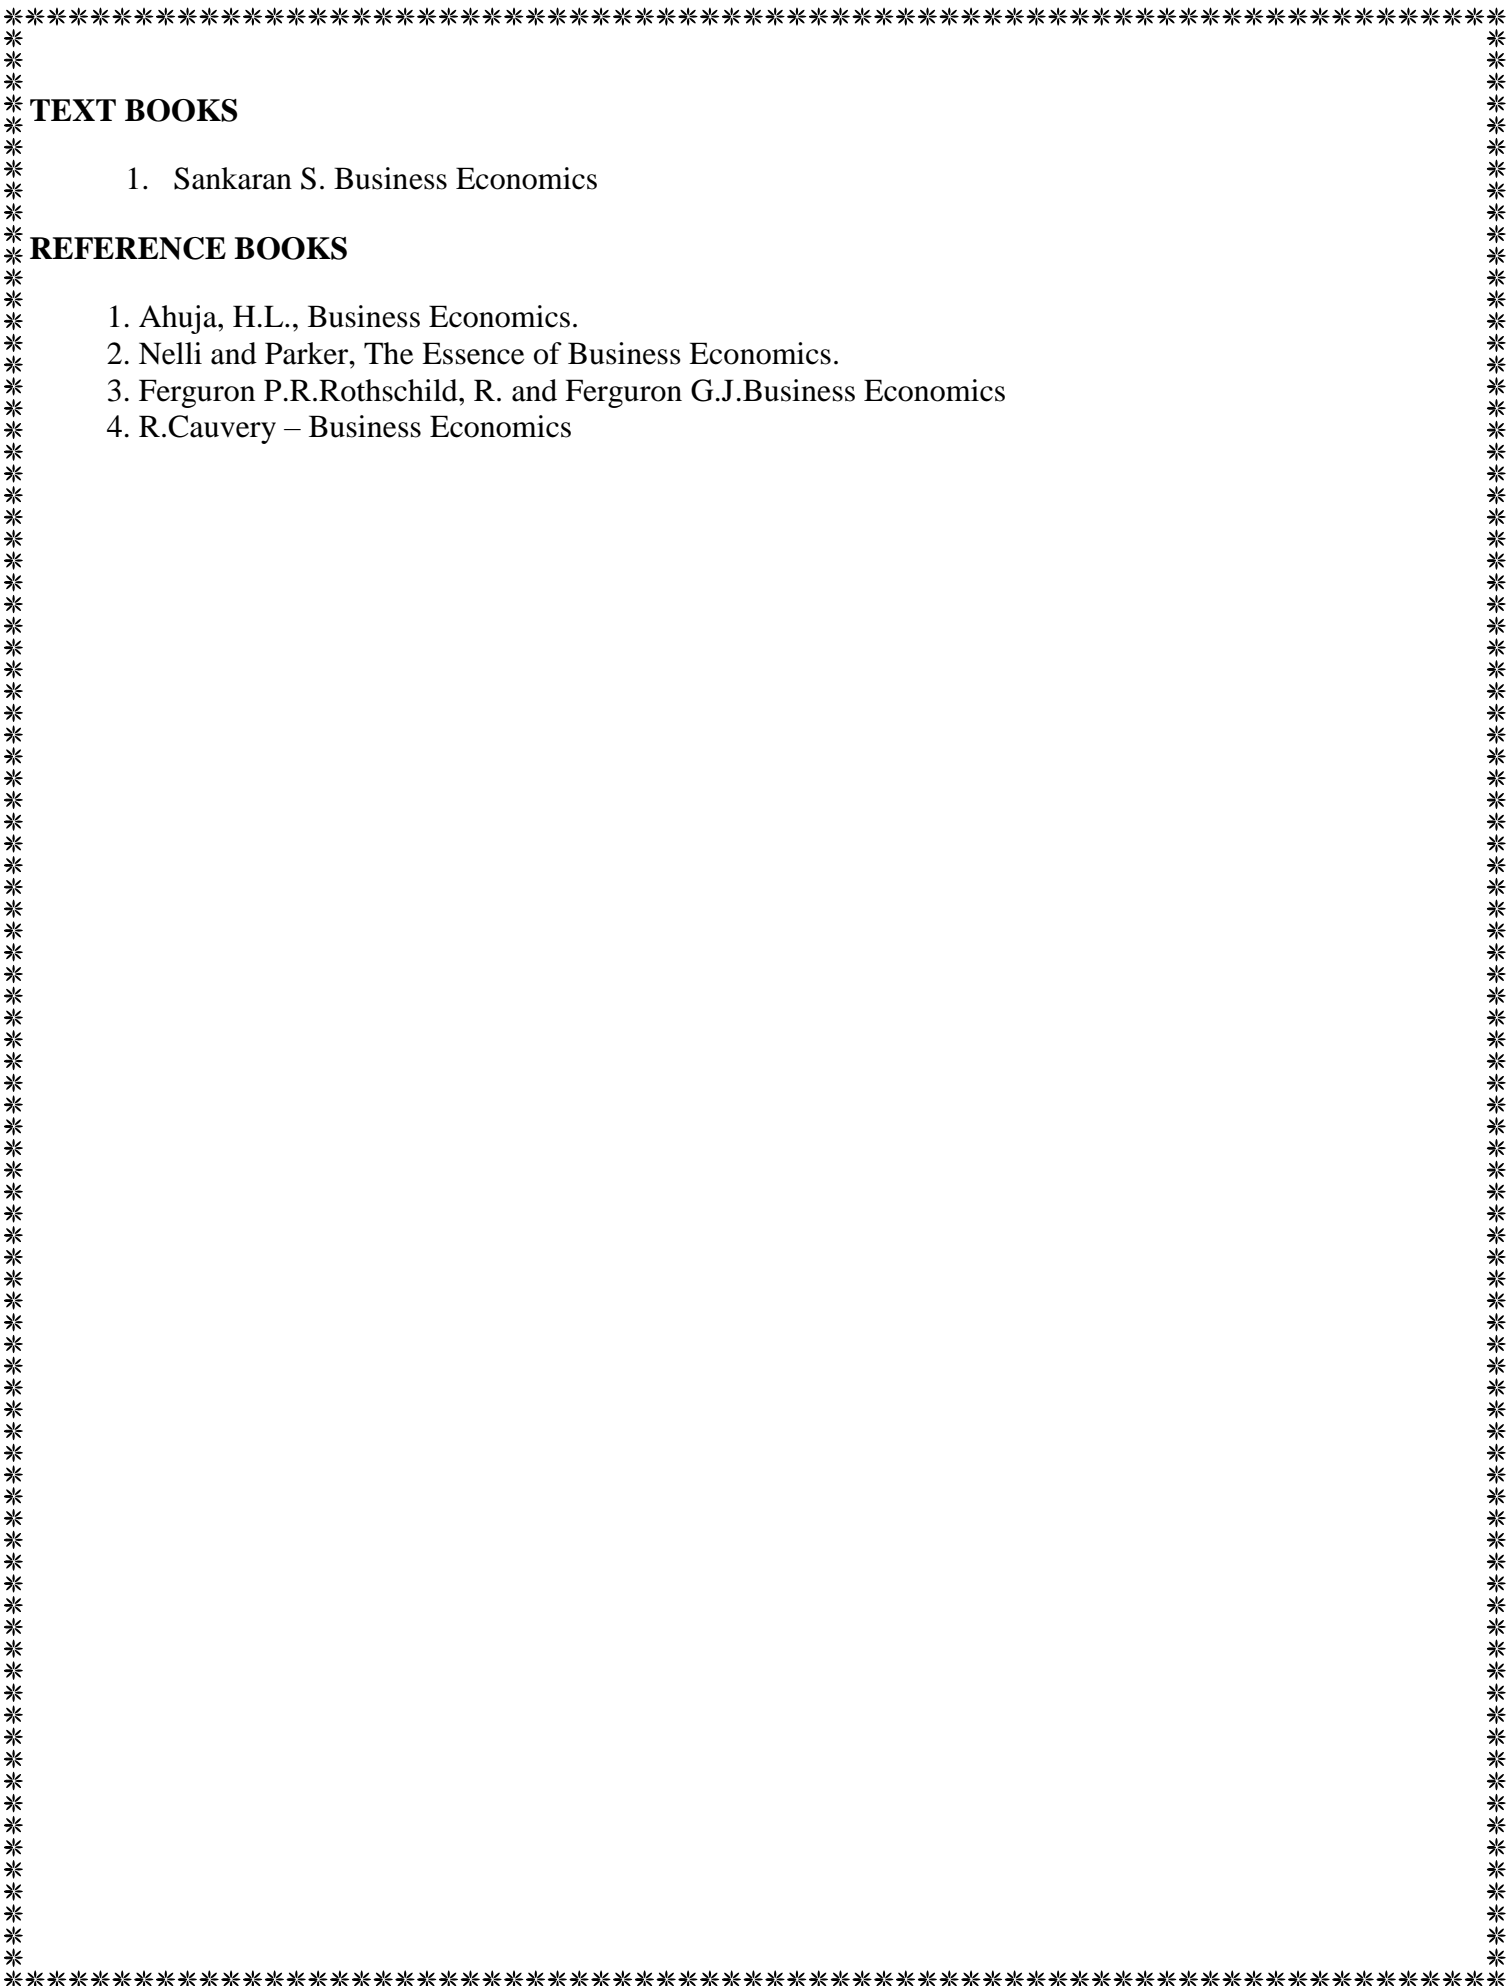 TEXT BOOKS
1. Sankaran S. Business Economics
REFERENCE BOOKS
1. Ahuja, H.L., Business Economics.
2. Nelli and Parker, The Essence of Business Economics.
3. Ferguron P.R.Rothschild, R. and Ferguron G.J.Business Economics
4. R.Cauvery – Business Economics